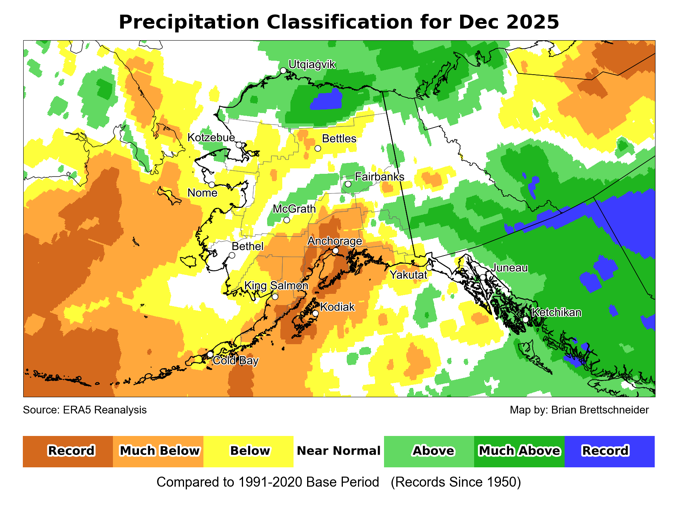 Precipitation Classification for Dec 2025
Utqiaġvik
Kotzebue
Bettles
Fairbanks
Nome
McGrath
Bethel
Anchorage
Yakutat
Juneau
King Salmon
Kodiak
Ketchikan
Cold Bay
Source: ERA5 Reanalysis
Map by: Brian Brettschneider
Record
Much Below
Below
Near Normal
Above
Much Above
Record
Compared to 1991-2020 Base Period (Records Since 1950)